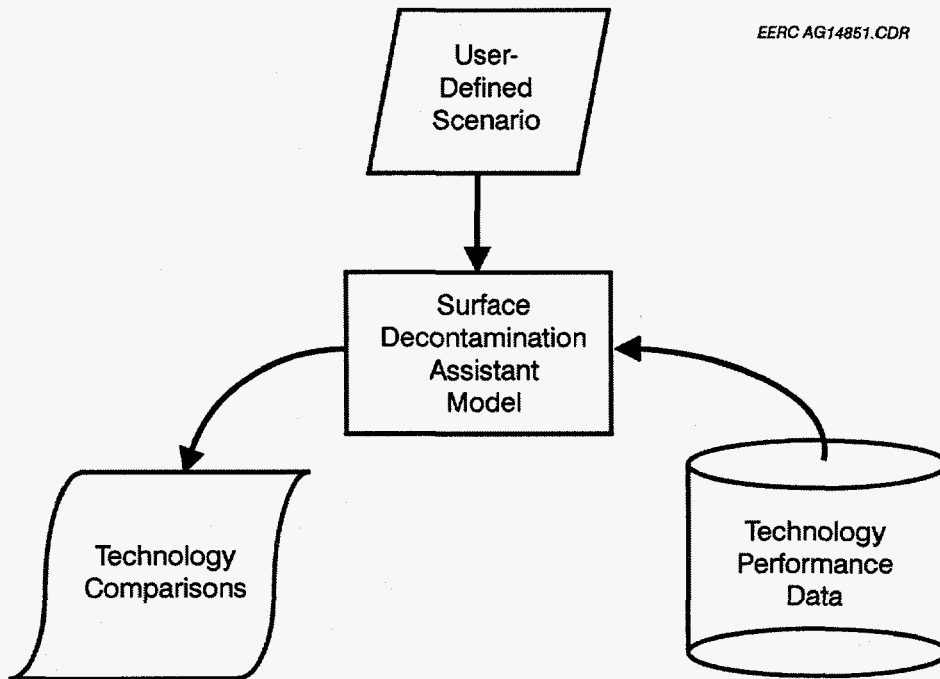 EERC AG14851.CDR
User-
Defined
Scenario
Surface
Decontamination
Assistant
Model
Technology
Comparisons
Technology
Performance
Data